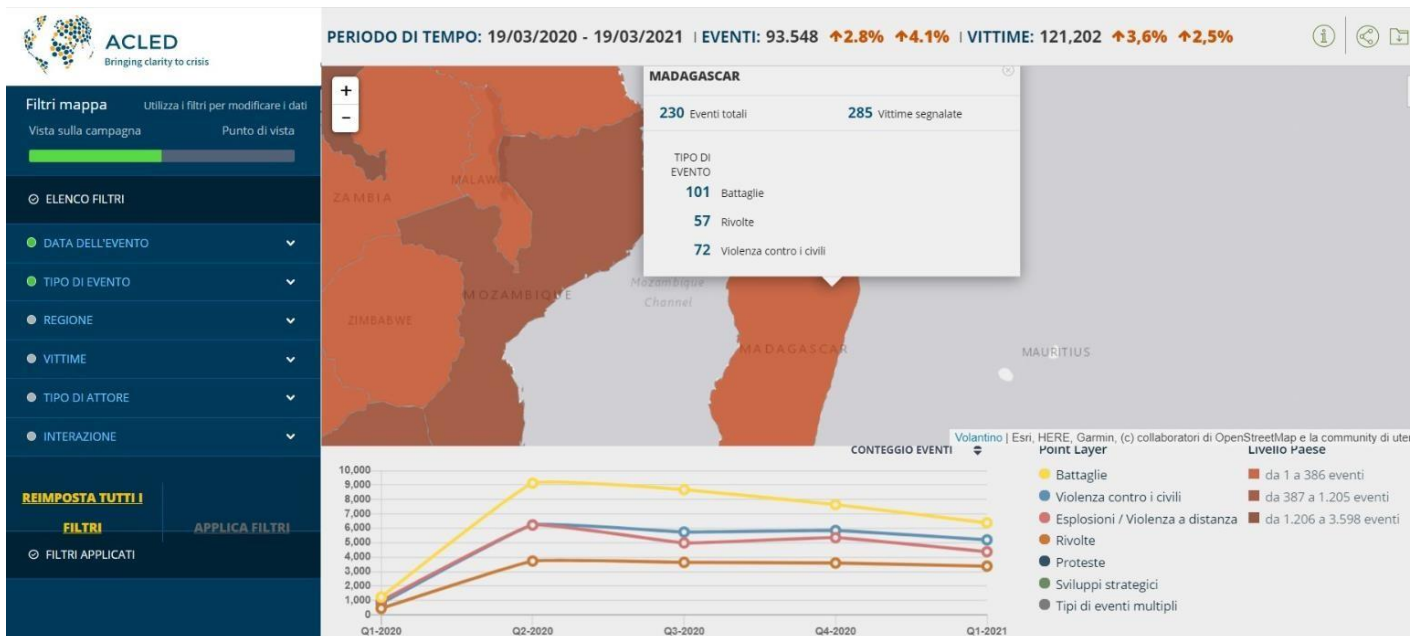 ACLED
Bringing clarity to crisis
PERIODO DI TEMPO: 19/03/2020 - 19/03/2021 | EVENTI: 93.548 ↑2.8% ↑4.1% | VITTIME: 121,202 ↑3,6% ↑2,5%
Filtri mappa Utilizza i filtri per modificare i dati
Vista sulla campagna Punto di vista
ELENCO FILTRI
DATA DELL'EVENTO
TIPO DI EVENTO
REGIONE
VITTIME
TIPO DI ATTORE
INTERAZIONE
REIMPOSTA TUTTI I
FILTRI
APPLICA FILTRI
FILTRI APPLICATI
+
−
MADAGASCAR
230 Eventi totali 285 Vittime segnalate
TIPO DI
EVENTO
101 Battaglie
57 Rivolte
72 Violenza contro i civili
ZAMBIA
MALAWI
MOZAMBIQUE
ZIMBABWE
Mozambique
Channel
MADAGASCAR
MAURITIUS
Volantino | Esri, HERE, Garmin, (c) collaboratori di OpenStreetMap e la community di uten
CONTEGGIO EVENTI
10,000
9,000
8,000
7,000
6,000
5,000
4,000
3,000
2,000
1,000
0
Q1-2020 Q2-2020 Q3-2020 Q4-2020 Q1-2021
Point Layer
Battaglie
Violenza contro i civili
Esplosioni / Violenza a distanza
Rivolte
Proteste
Sviluppi strategici
Tipi di eventi multipli
Livello Paese
da 1 a 386 eventi
da 387 a 1.205 eventi
da 1.206 a 3.598 eventi